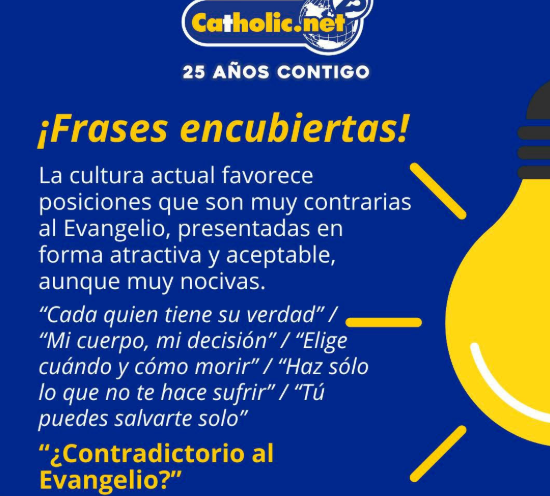 Catholic.net
25 AÑOS CONTIGO
¡Frases encubiertas!
La cultura actual favorece
posiciones que son muy contrarias
al Evangelio, presentadas en
forma atractiva y aceptable,
aunque muy nocivas.
“Cada quien tiene su verdad” /
“Mi cuerpo, mi decisión” / “Elige
cuándo y cómo morir” / “Haz sólo
lo que no te hace sufrir” / “Tú
puedes salvarte solo”
“¿Contradictorio al
Evangelio?”